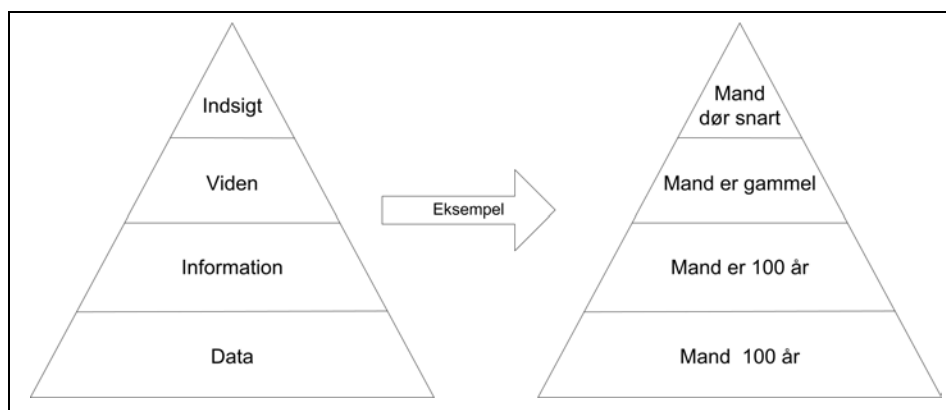 Indsigt
Viden
Information
Data
Eksempel
Mand
dør snart
Mand er gammel
Mand er 100 år
Mand 100 år